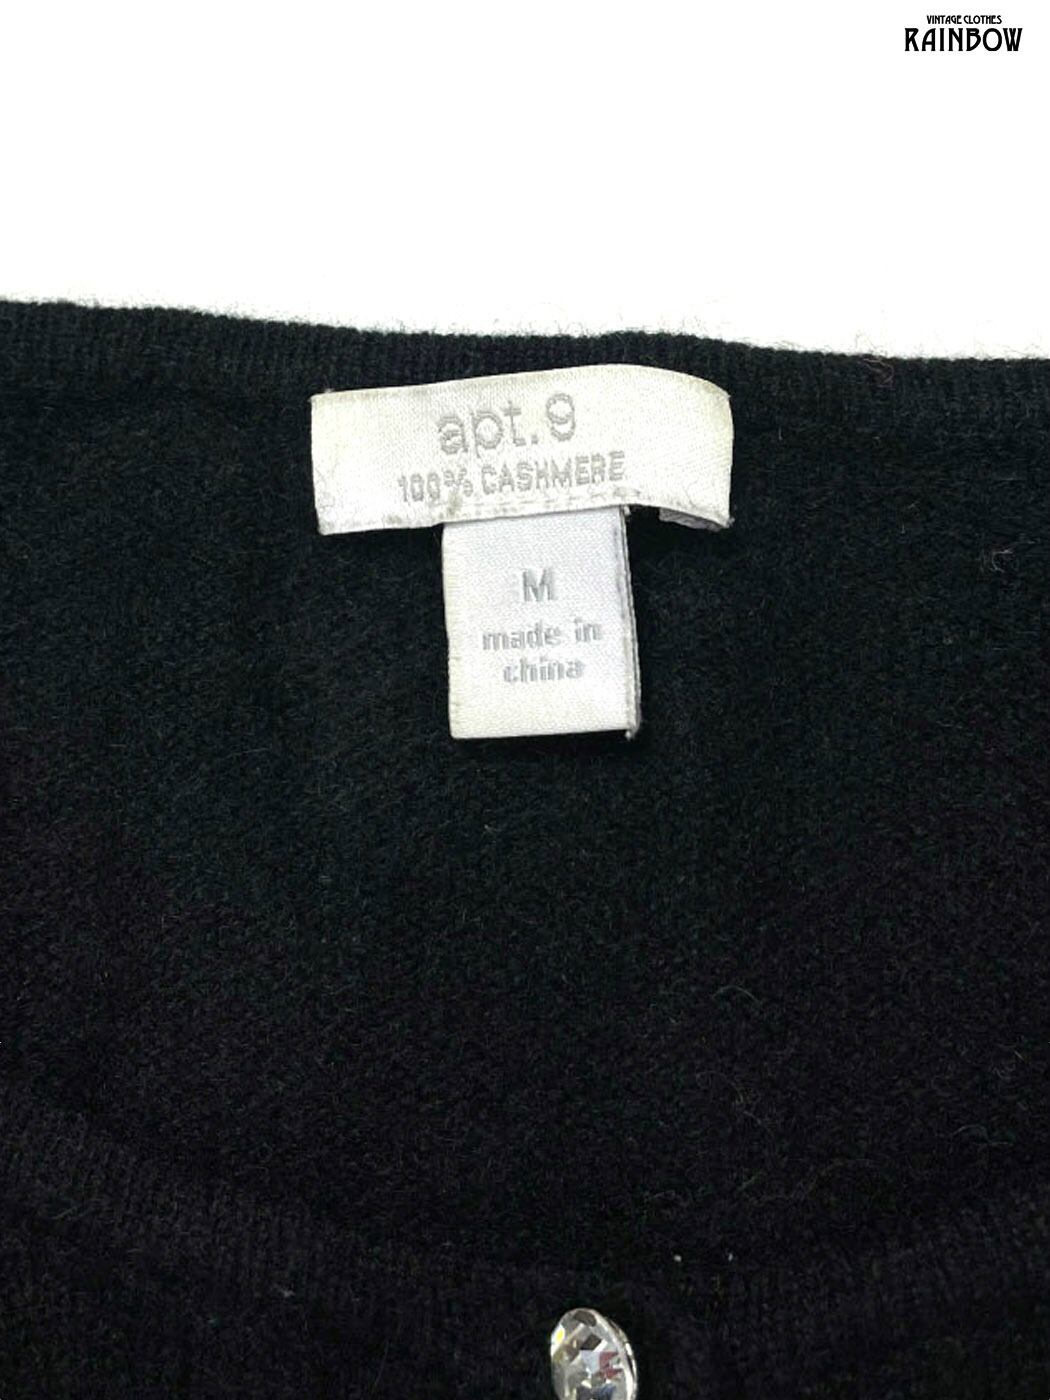 VINTAGE CLOTHES
RAINBOW
apt.9
100% CASHMERE
M
made in
china